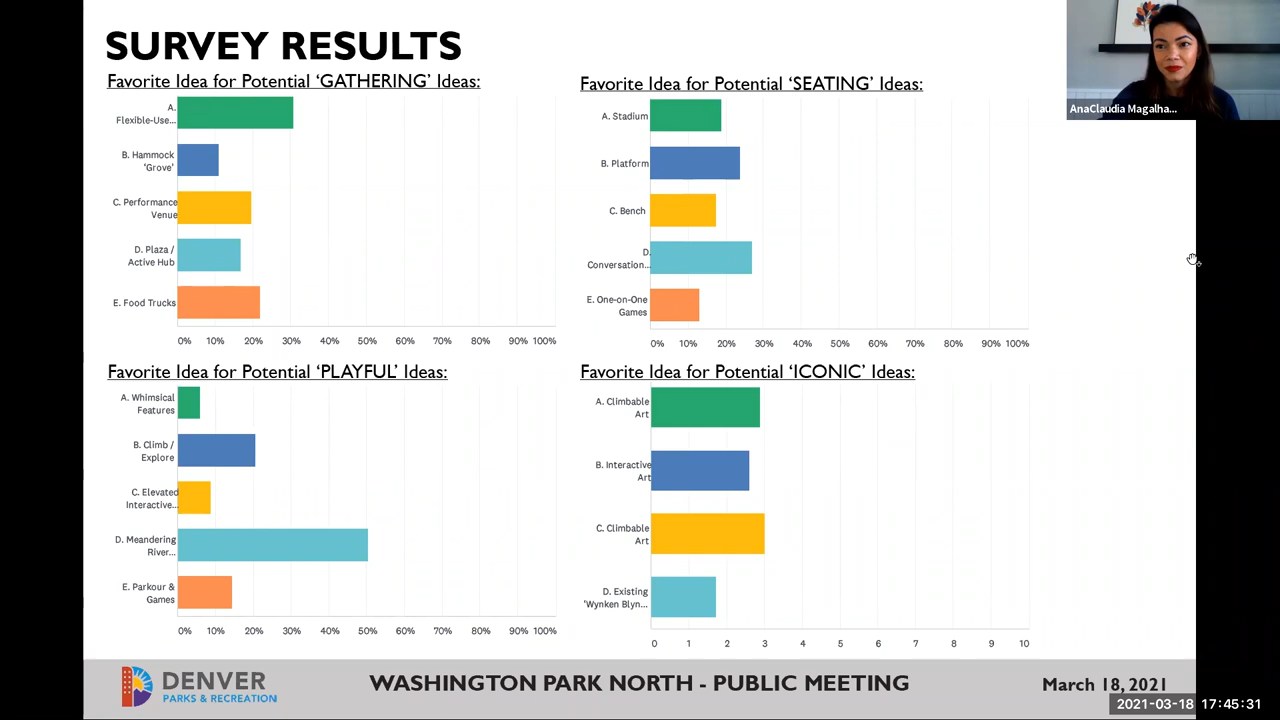 SURVEY RESULTS
Favorite Idea for Potential ‘GATHERING’ Ideas:
A.
Flexible-Use...
B. Hammock
‘Grove’
C. Performance
Venue
D. Plaza /
Active Hub
E. Food Trucks
0% 10% 20% 30% 40% 50% 60% 70% 80% 90% 100%
Favorite Idea for Potential ‘SEATING’ Ideas:
A. Stadium
B. Platform
C. Bench
D.
Conversation...
E. One-on-One
Games
0% 10% 20% 30% 40% 50% 60% 70% 80% 90% 100%
AnaClaudia Magalha...
Favorite Idea for Potential ‘PLAYFUL’ Ideas:
A. Whimsical
Features
B. Climb /
Explore
C. Elevated
Interactive...
D. Meandering
River...
E. Parkour &
Games
0% 10% 20% 30% 40% 50% 60% 70% 80% 90% 100%
Favorite Idea for Potential ‘ICONIC’ Ideas:
A. Climbable
Art
B. Interactive
Art
C. Climbable
Art
D. Existing
'Wynken Blyn...
0 1 2 3 4 5 6 7 8 9 10
DENVER
PARKS & RECREATION
WASHINGTON PARK NORTH - PUBLIC MEETING
March 18, 2021
2021-03-18 17:45:31